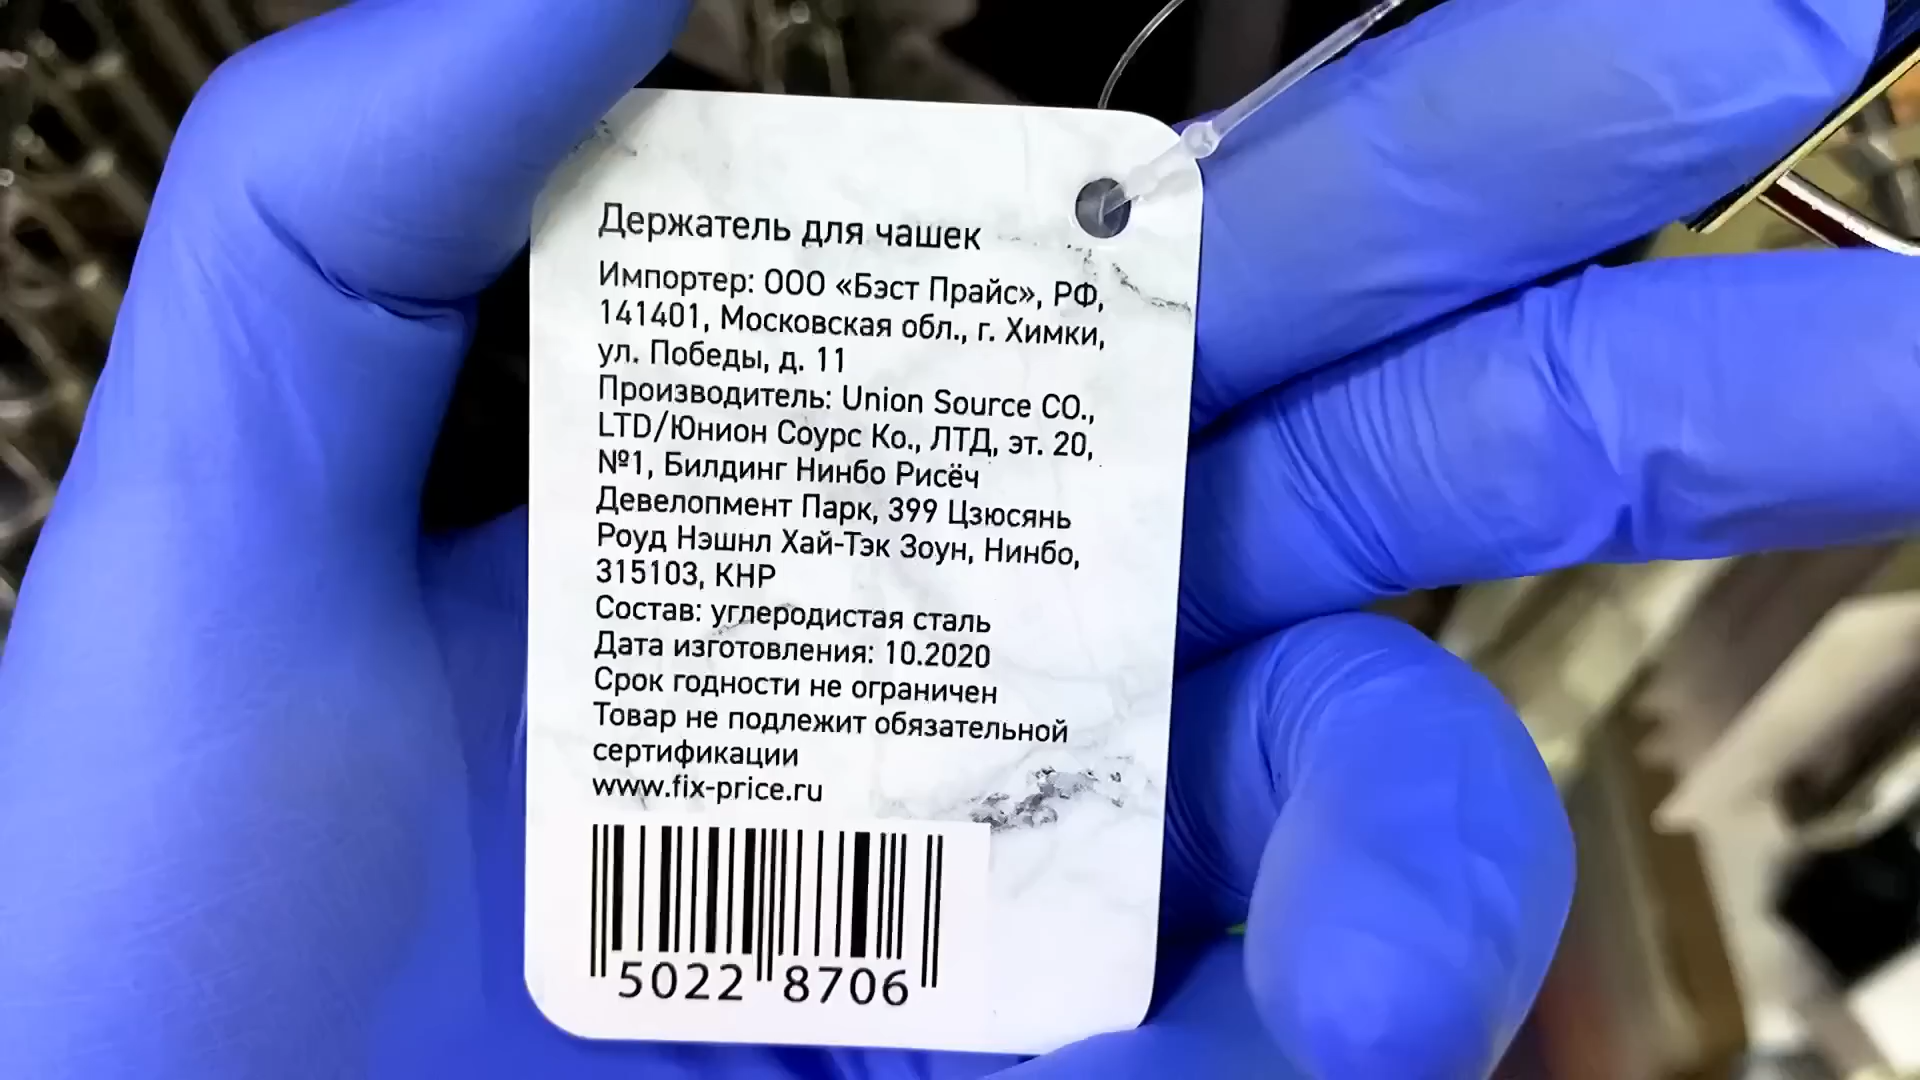 Держатель для чашек
Импортер: ООО «Бэст Прайс», РФ,
141401, Московская обл., г. Химки,
ул. Победы, д. 11
Производитель: Union Source CO.,
LTD/Юнион Соурс Ко., ЛТД, эт. 20,
№1, Билдинг Нинбо Рисёч
Девелопмент Парк, 399 Цзюсянь
Роуд Нэшнл Хай-Тэк Зоун, Нинбо,
315103, КНР
Состав: углеродистая сталь
Дата изготовления: 10.2020
Срок годности не ограничен
Товар не подлежит обязательной
сертификации
www.fix-price.ru
5022 8706